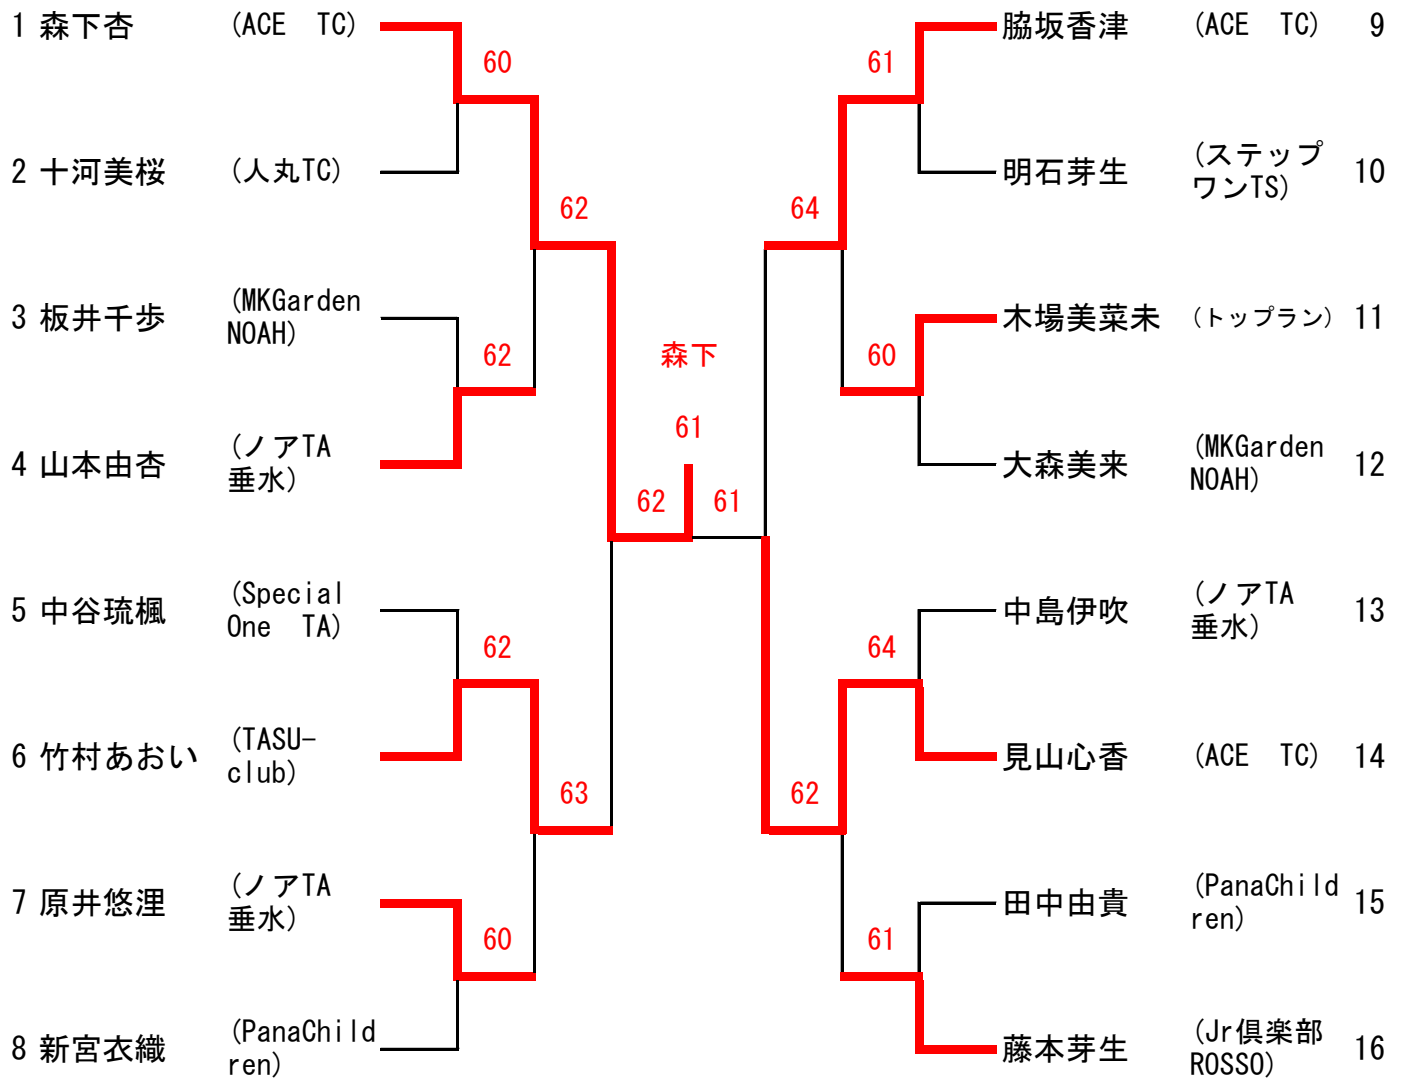 1 森下杏 (ACE TC)
60
2 十河美桜 (人丸TC)
62
3 板井千歩 (MKGarden
NOAH)
62
4 山本由杏 (ノアTA
垂水)
5 中谷琉楓 (Special
One TA)
62
6 竹村あおい (TASU-
club)
63
7 原井悠浬 (ノアTA
垂水)
60
8 新宮衣織 (PanaChild
ren)
森下
61
62 61
脇坂香津 (ACE TC) 9
61
明石芽生 (ステップ
ワンTS) 10
64
木場美菜未 (トップラン) 11
60
大森美来 (MKGarden
NOAH) 12
中島伊吹 (ノアTA
垂水) 13
64
見山心香 (ACE TC) 14
62
田中由貴 (PanaChild
ren) 15
61
藤本芽生 (Jr倶楽部
ROSSO) 16